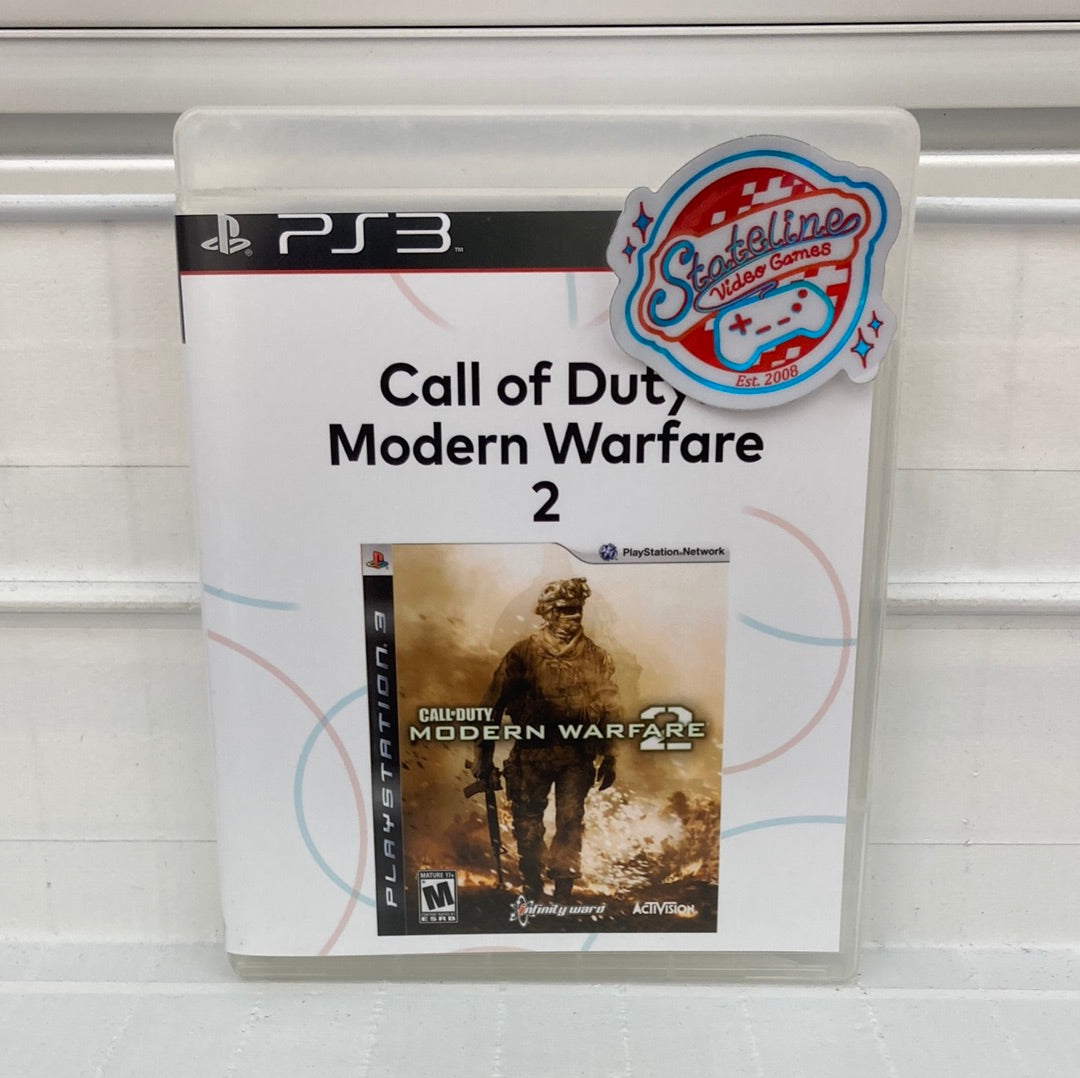 PS3™
Stateline
Video Games
Est. 2008
Call of Duty
Modern Warfare
2
PlayStation®Network
PLAYSTATION 3
CALL OF DUTY
MODERN WARFARE 2
MATURE 17+
M
ESRB
infinity ward
ACTIVISION